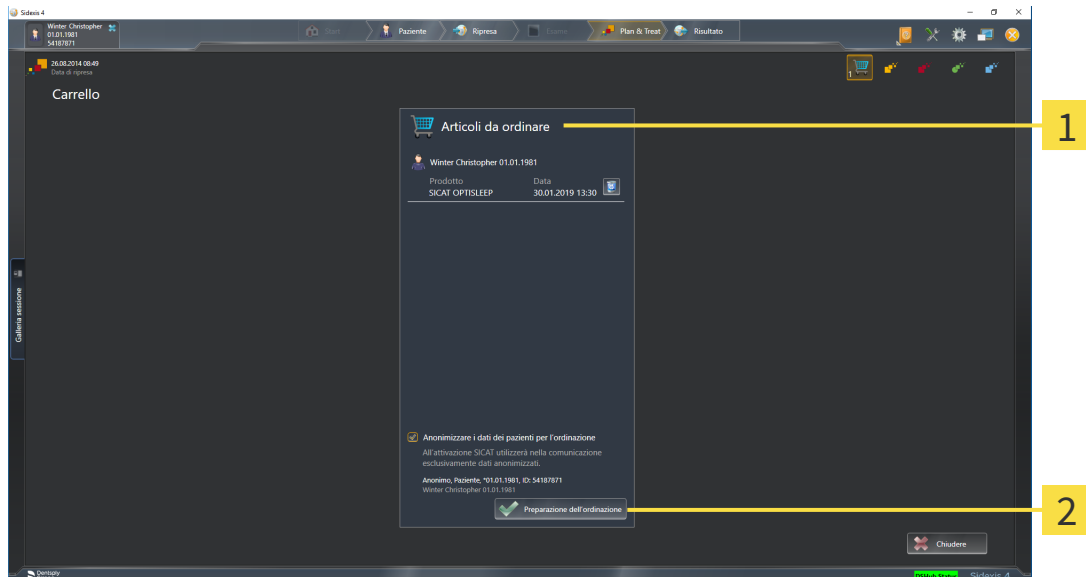 Sidexis 4
Winter Christopher
01.01.1981
54187871
Start
Paziente
Ripresa
Esame
Plan & Treat
Risultato
26.08.2014 08:49
Data di ripresa
1
Carrello
Articoli da ordinare
1
Winter Christopher 01.01.1981
Prodotto Data
SICAT OPTISLEEP 30.01.2019 13:30
Galleria sessione
Anonimizzare i dati dei pazienti per l'ordinazione
All'attivazione SICAT utilizzerà nella comunicazione
esclusivamente dati anonimizzati.
Anonimo, Paziente, *01.01.1981, ID: 54187871
Winter Christopher 01.01.1981
Preparazione dell'ordinazione
2
Chiudere
Dentsply
DSHub Status
Sidexis 4